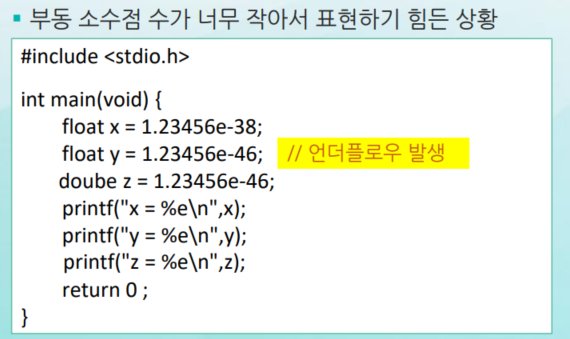 ▪ 부동 소수점 수가 너무 작아서 표현하기 힘든 상황
#include <stdio.h>
int main(void) {
float x = 1.23456e-38;
float y = 1.23456e-46; // 언더플로우 발생
doube z = 1.23456e-46;
printf("x = %e\n",x);
printf("y = %e\n",y);
printf("z = %e\n",z);
return 0 ;
}